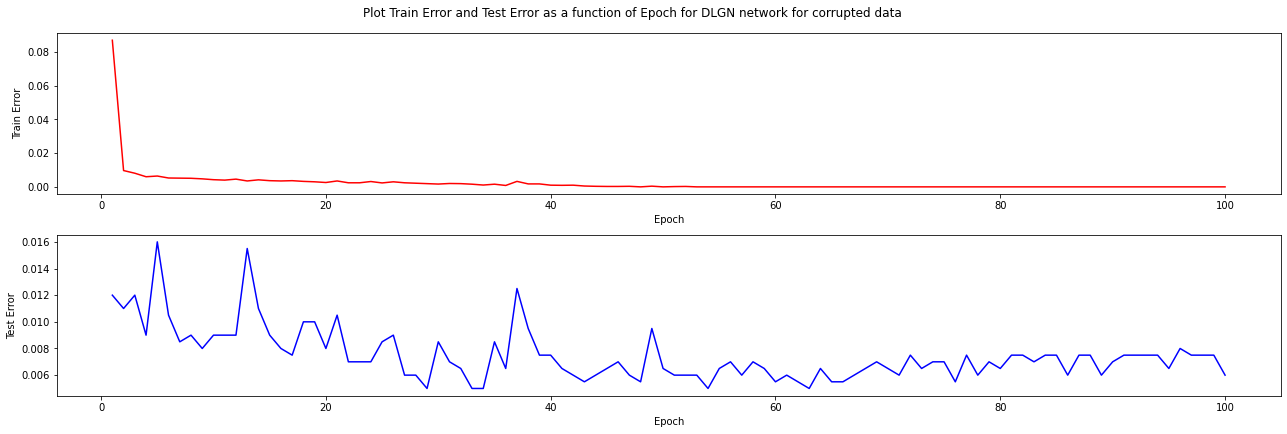 Plot Train Error and Test Error as a function of Epoch for DLGN network for corrupted data
0.08
0.06
0.04
0.02
0.00
Train Error
0 20 40 60 80 100
Epoch
0.016
0.014
0.012
0.010
0.008
0.006
Test Error
0 20 40 60 80 100
Epoch